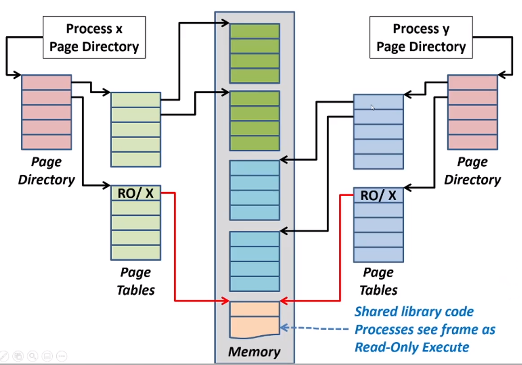 Process x
Page Directory
Process y
Page Directory
Page
Directory
Page
Directory
RO/ X
RO/ X
Page
Tables
Page
Tables
Shared library code
Processes see frame as
Read-Only Execute
Memory